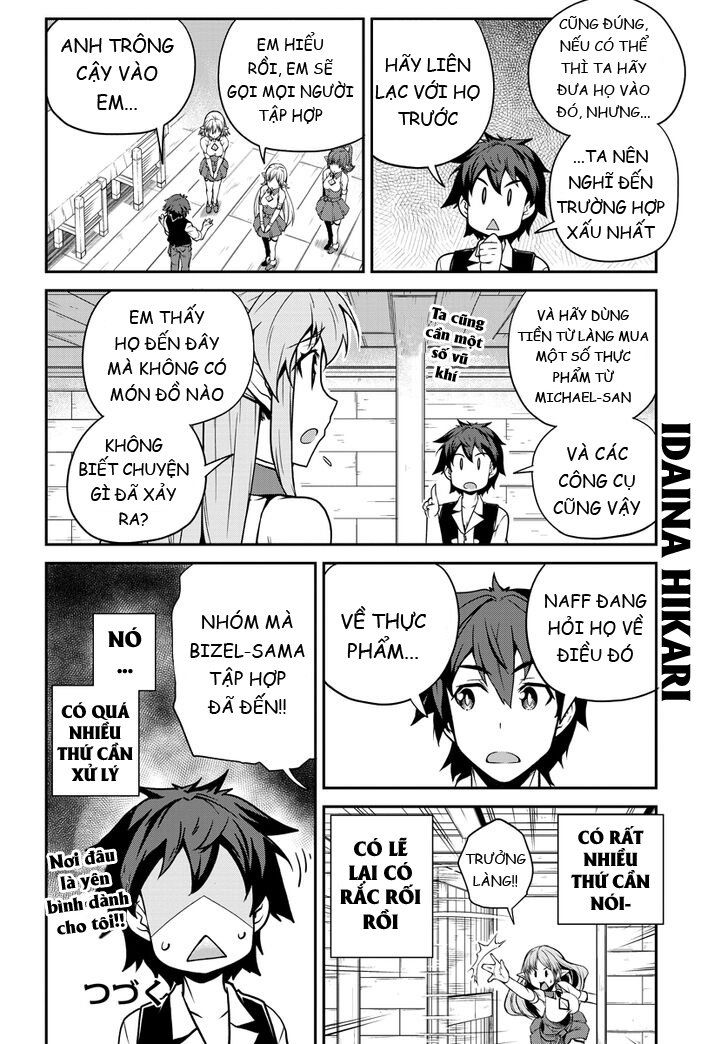 CŨNG ĐÚNG,
NẾU CÓ THỂ
THÌ TA HÃY
ĐƯA HỌ VÀO
ĐÓ, NHƯNG...
...TA NÊN
NGHĨ ĐẾN
TRƯỜNG HỢP
XẤU NHẤT
HÃY LIÊN
LẠC VỚI HỌ
TRƯỚC
EM HIỂU
RỒI, EM SẼ
GỌI MỌI NGƯỜI
TẬP HỢP
ANH TRÔNG
CẬY VÀO
EM...
VÀ HÃY DÙNG
TIỀN TỪ LÀNG MUA
MỘT SỐ THỰC
PHẨM TỪ
MICHAEL-SAN
VÀ CÁC
CÔNG CỤ
CŨNG VẬY
Ta cũng
cần một
số vũ
khí
EM THẤY
HỌ ĐẾN ĐÂY
MÀ KHÔNG CÓ
MÓN ĐỒ NÀO
KHÔNG
BIẾT CHUYỆN
GÌ ĐÃ XẢY
RA?
IDAINA HIKARI
NAFF ĐANG
HỎI HỌ VỀ
ĐIỀU ĐÓ
VỀ THỰC
PHẨM...
CÓ RẤT
NHIỀU
THỨ CẦN
NÓI-
TRƯỞNG
LÀNG!!
CÓ LẼ
LẠI CÓ
RẮC RỐI
RỒI
NHÓM MÀ
BIZEL-SAMA
TẬP HỢP
ĐÃ ĐẾN!!
NÓ
...
CÓ QUÁ
NHIỀU
THỨ CẦN
XỬ LÝ
Nơi đâu
là yên
bình dành
cho tôi!!
つづく